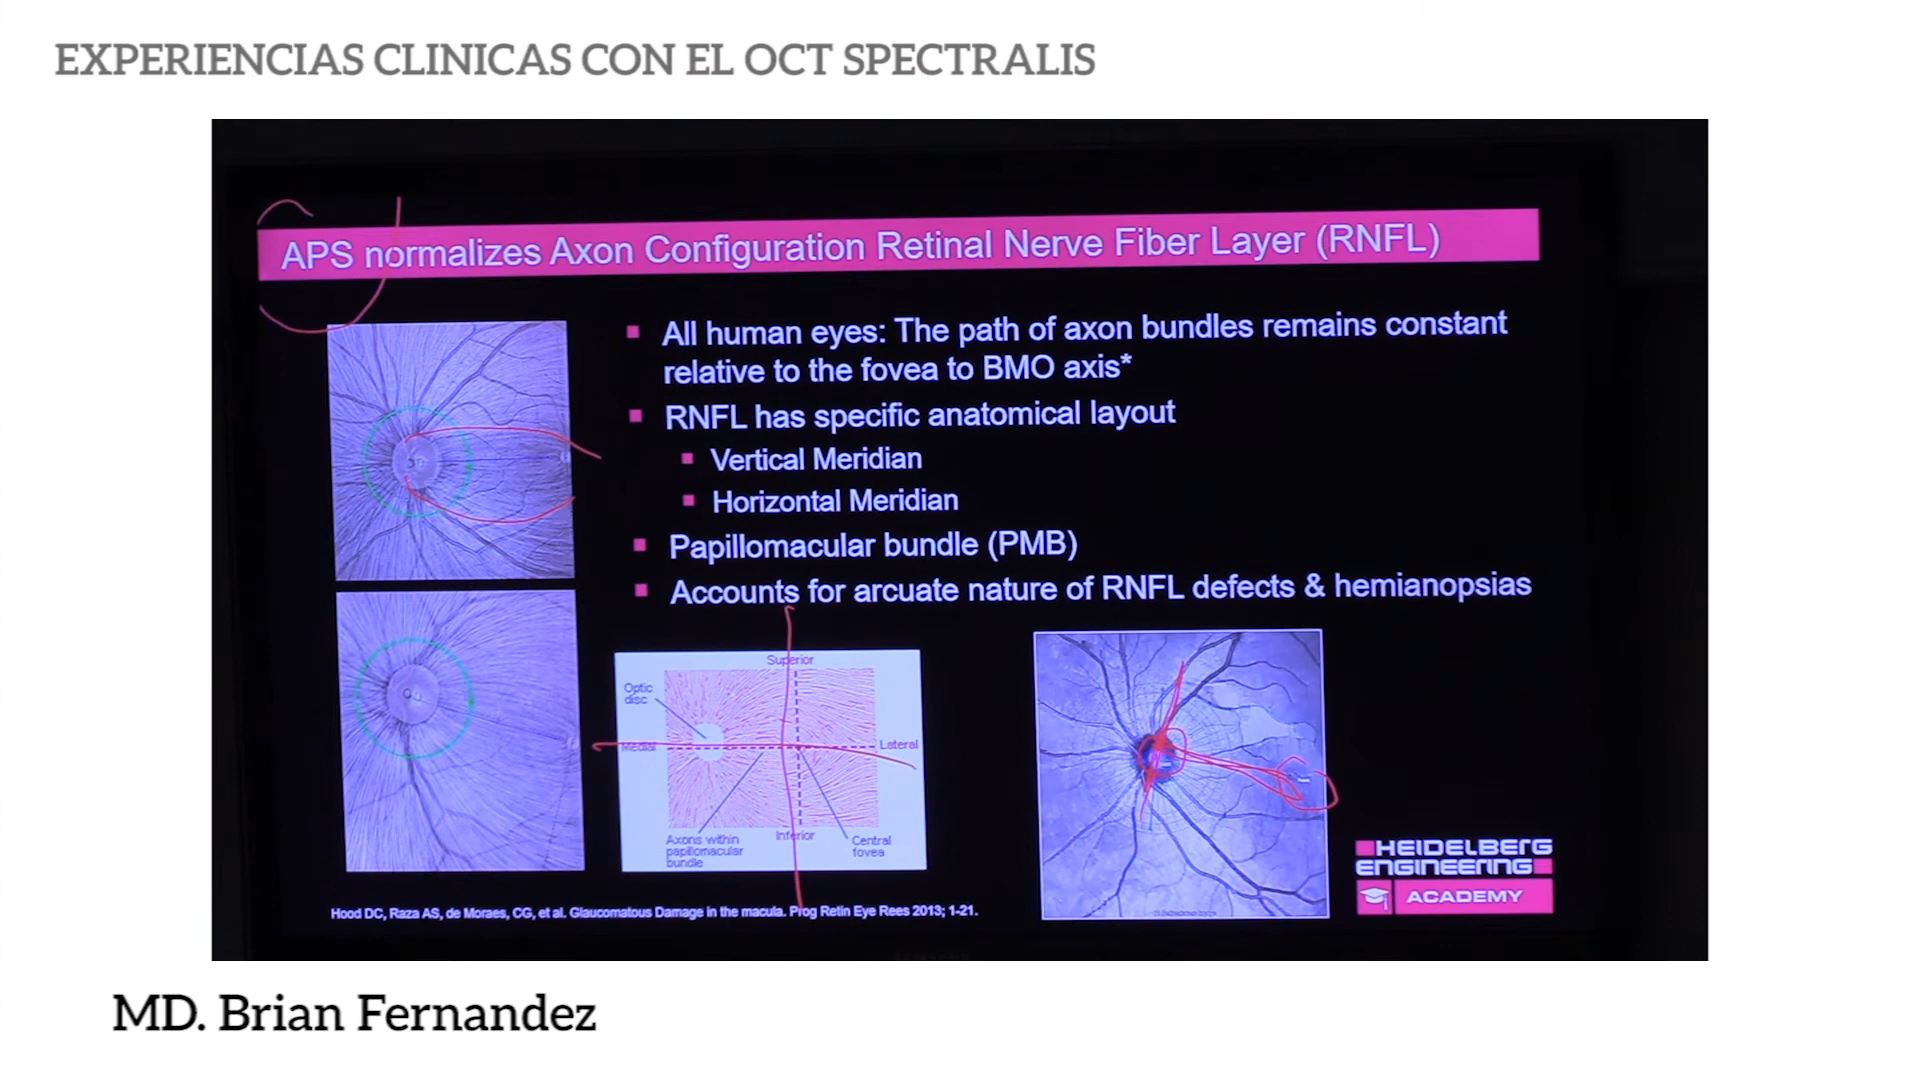 EXPERIENCIAS CLINICAS CON EL OCT SPECTRALIS
APS normalizes Axon Configuration Retinal Nerve Fiber Layer (RNFL)
All human eyes: The path of axon bundles remains constant
relative to the fovea to BMO axis*
RNFL has specific anatomical layout
Vertical Meridian
Horizontal Meridian
Papillomacular bundle (PMB)
Accounts for arcuate nature of RNFL defects & hemianopsias
Superior
Optic
disc
Medial
Lateral
Axons within
papillomacular
bundle
Inferior
Central
fovea
HEIDELBERG
ENGINEERING
ACADEMY
Hood DC, Raza AS, de Moraes, CG, et al. Glaucomatous Damage in the macula. Prog Retin Eye Rees 2013; 1-21.
MD. Brian Fernandez